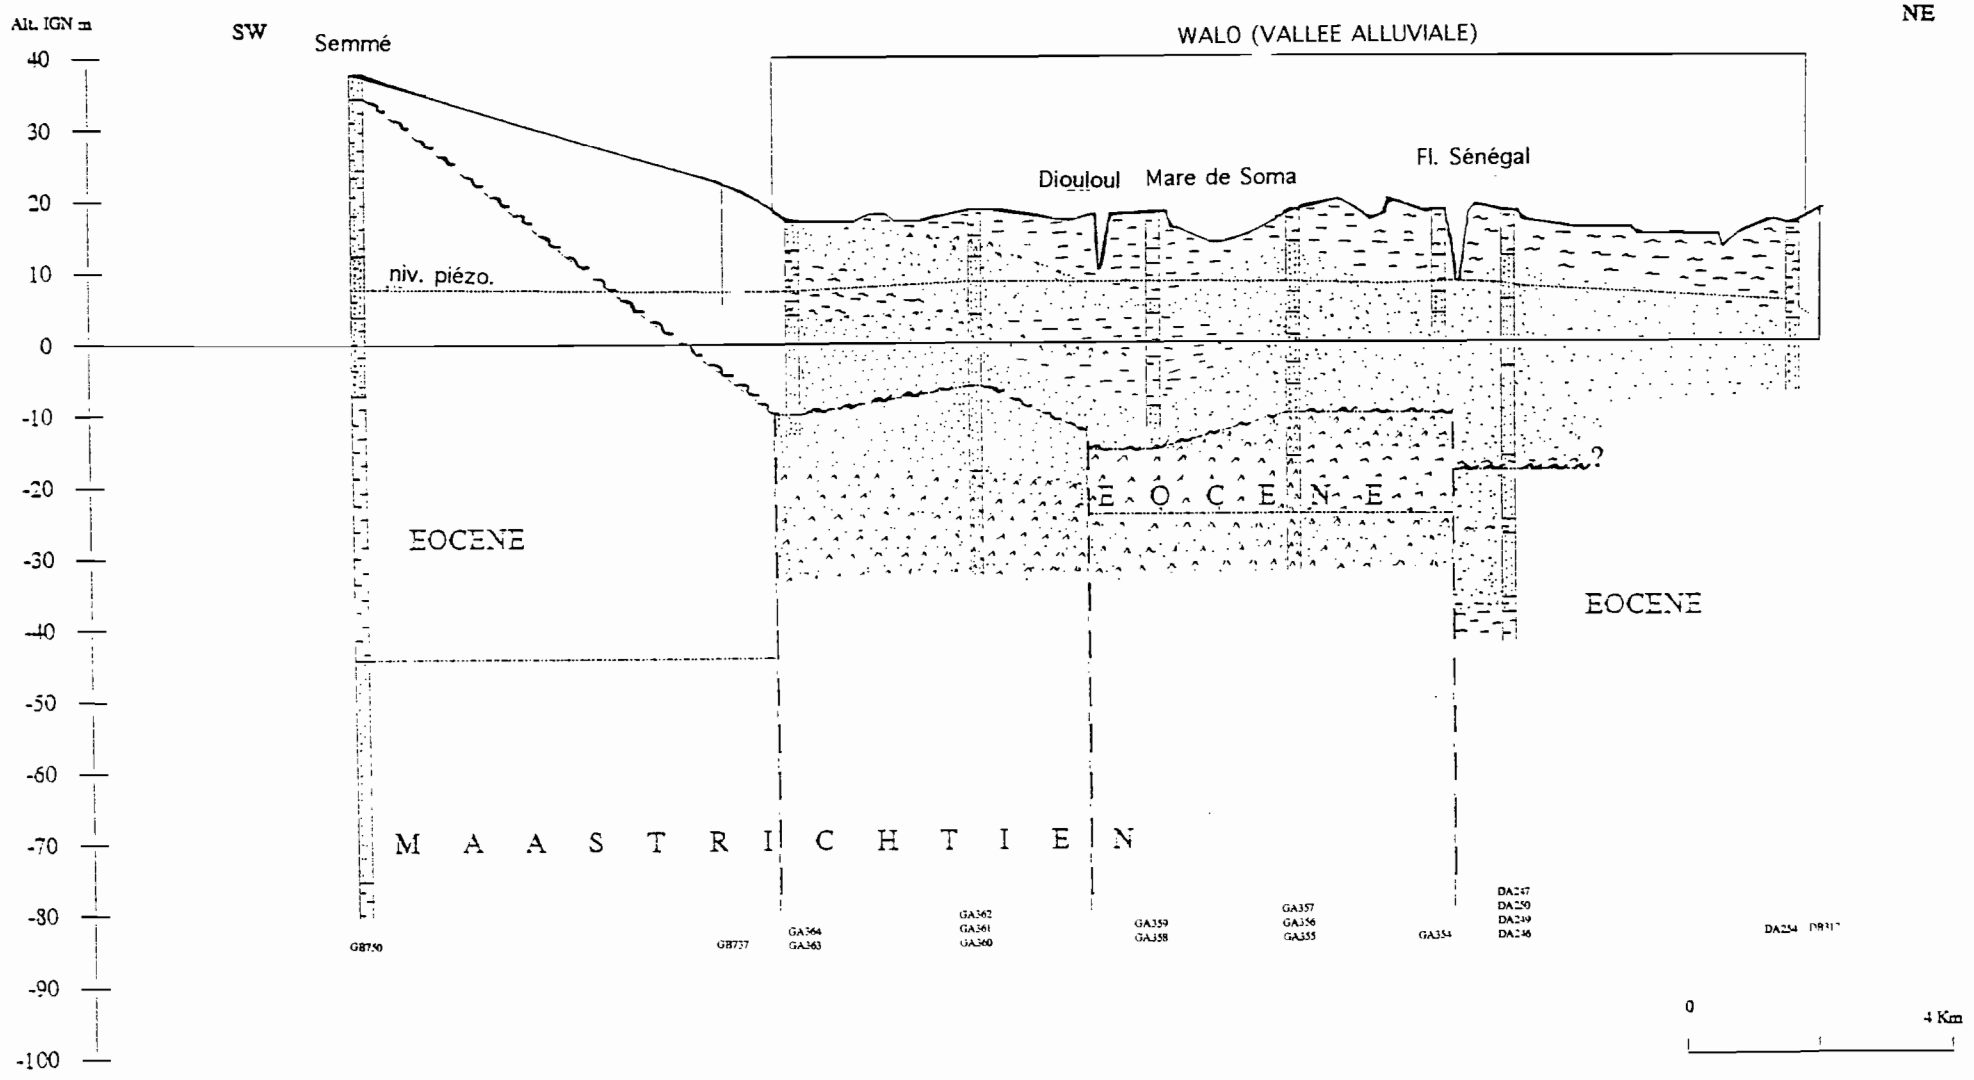 Alt. IGN m
SW
NE
Semmé
WALO (VALLEE ALLUVIALE)
40
30
20
10
0
-10
-20
-30
-40
-50
-60
-70
-80
-90
-100
Fl. Sénégal
Diouloul
Mare de Soma
niv. piézo.
?
EOCENE
EOCENE
EOCENE
MAASTRICHTIEN
GB750
GB737
GA364
GA363
GA362
GA361
GA360
GA359
GA358
GA357
GA356
GA355
GA354
DA247
DA250
DA249
DA246
DA254
DB317
0
4 Km